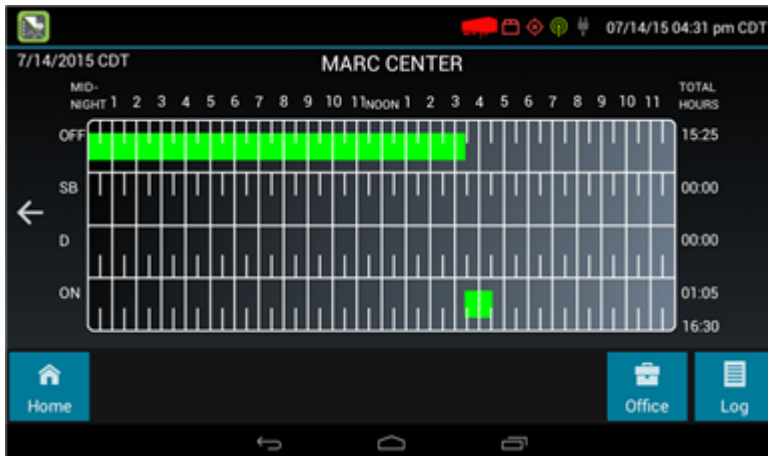 07/14/15 04:31 pm CDT
7/14/2015 CDT MARC CENTER
MID-NIGHT 1 2 3 4 5 6 7 8 9 10 11 NOON 1 2 3 4 5 6 7 8 9 10 11 TOTAL HOURS
OFF 15:25
SB 00:00
D 00:00
ON 01:05
16:30
Home Office Log